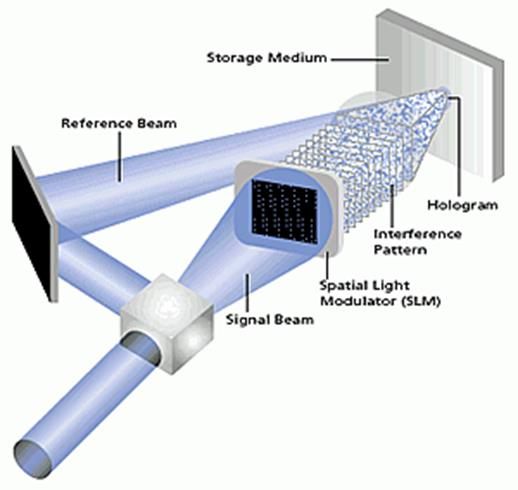 Storage Medium
Reference Beam
Hologram
Interference
Pattern
Spatial Light
Modulator (SLM)
Signal Beam